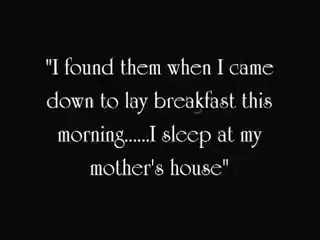 "I found them when I came
down to lay breakfast this
morning......I sleep at my
mother's house"